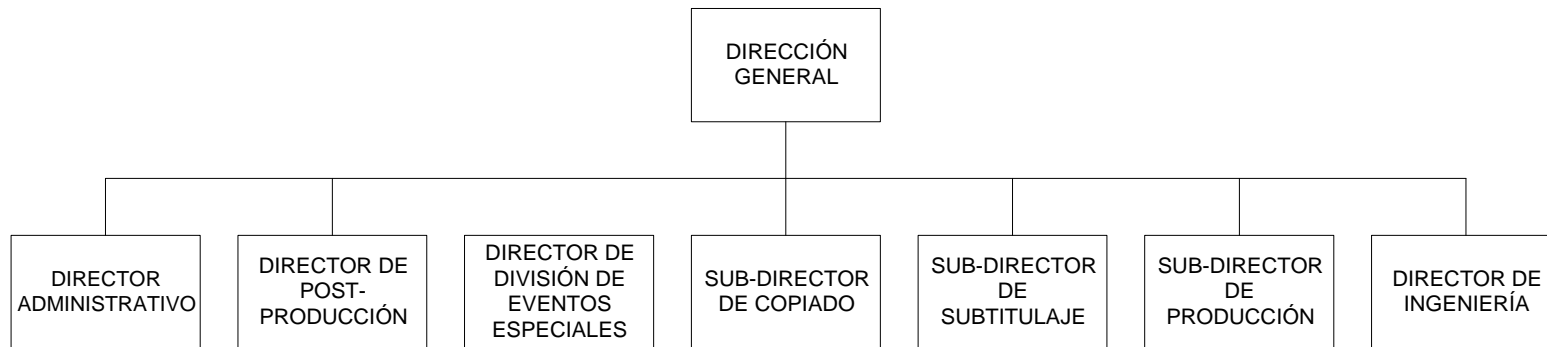 DIRECCIÓN
GENERAL
DIRECTOR
ADMINISTRATIVO
DIRECTOR DE
POST-
PRODUCCIÓN
DIRECTOR DE
DIVISIÓN DE
EVENTOS
ESPECIALES
SUB-DIRECTOR
DE COPIADO
SUB-DIRECTOR
DE
SUBTITULAJE
SUB-DIRECTOR
DE
PRODUCCIÓN
DIRECTOR DE
INGENIERÍA